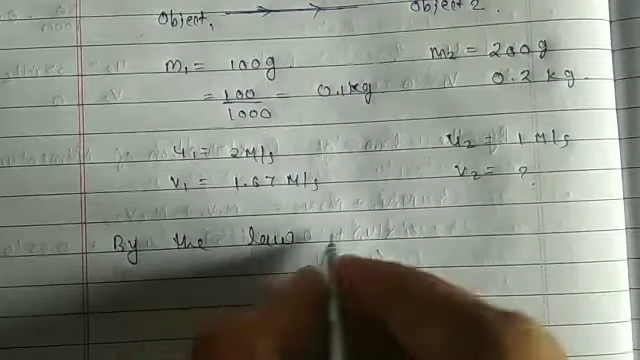 Object₁ Object 2.
m₁ = 100g m₂ = 200g
= 100/1000 = 0.1kg 0.2 kg.
u₁ = 2 M/s u₂ = 1 M/s
v₁ = 1.67 M/s v₂ = ?
By the law